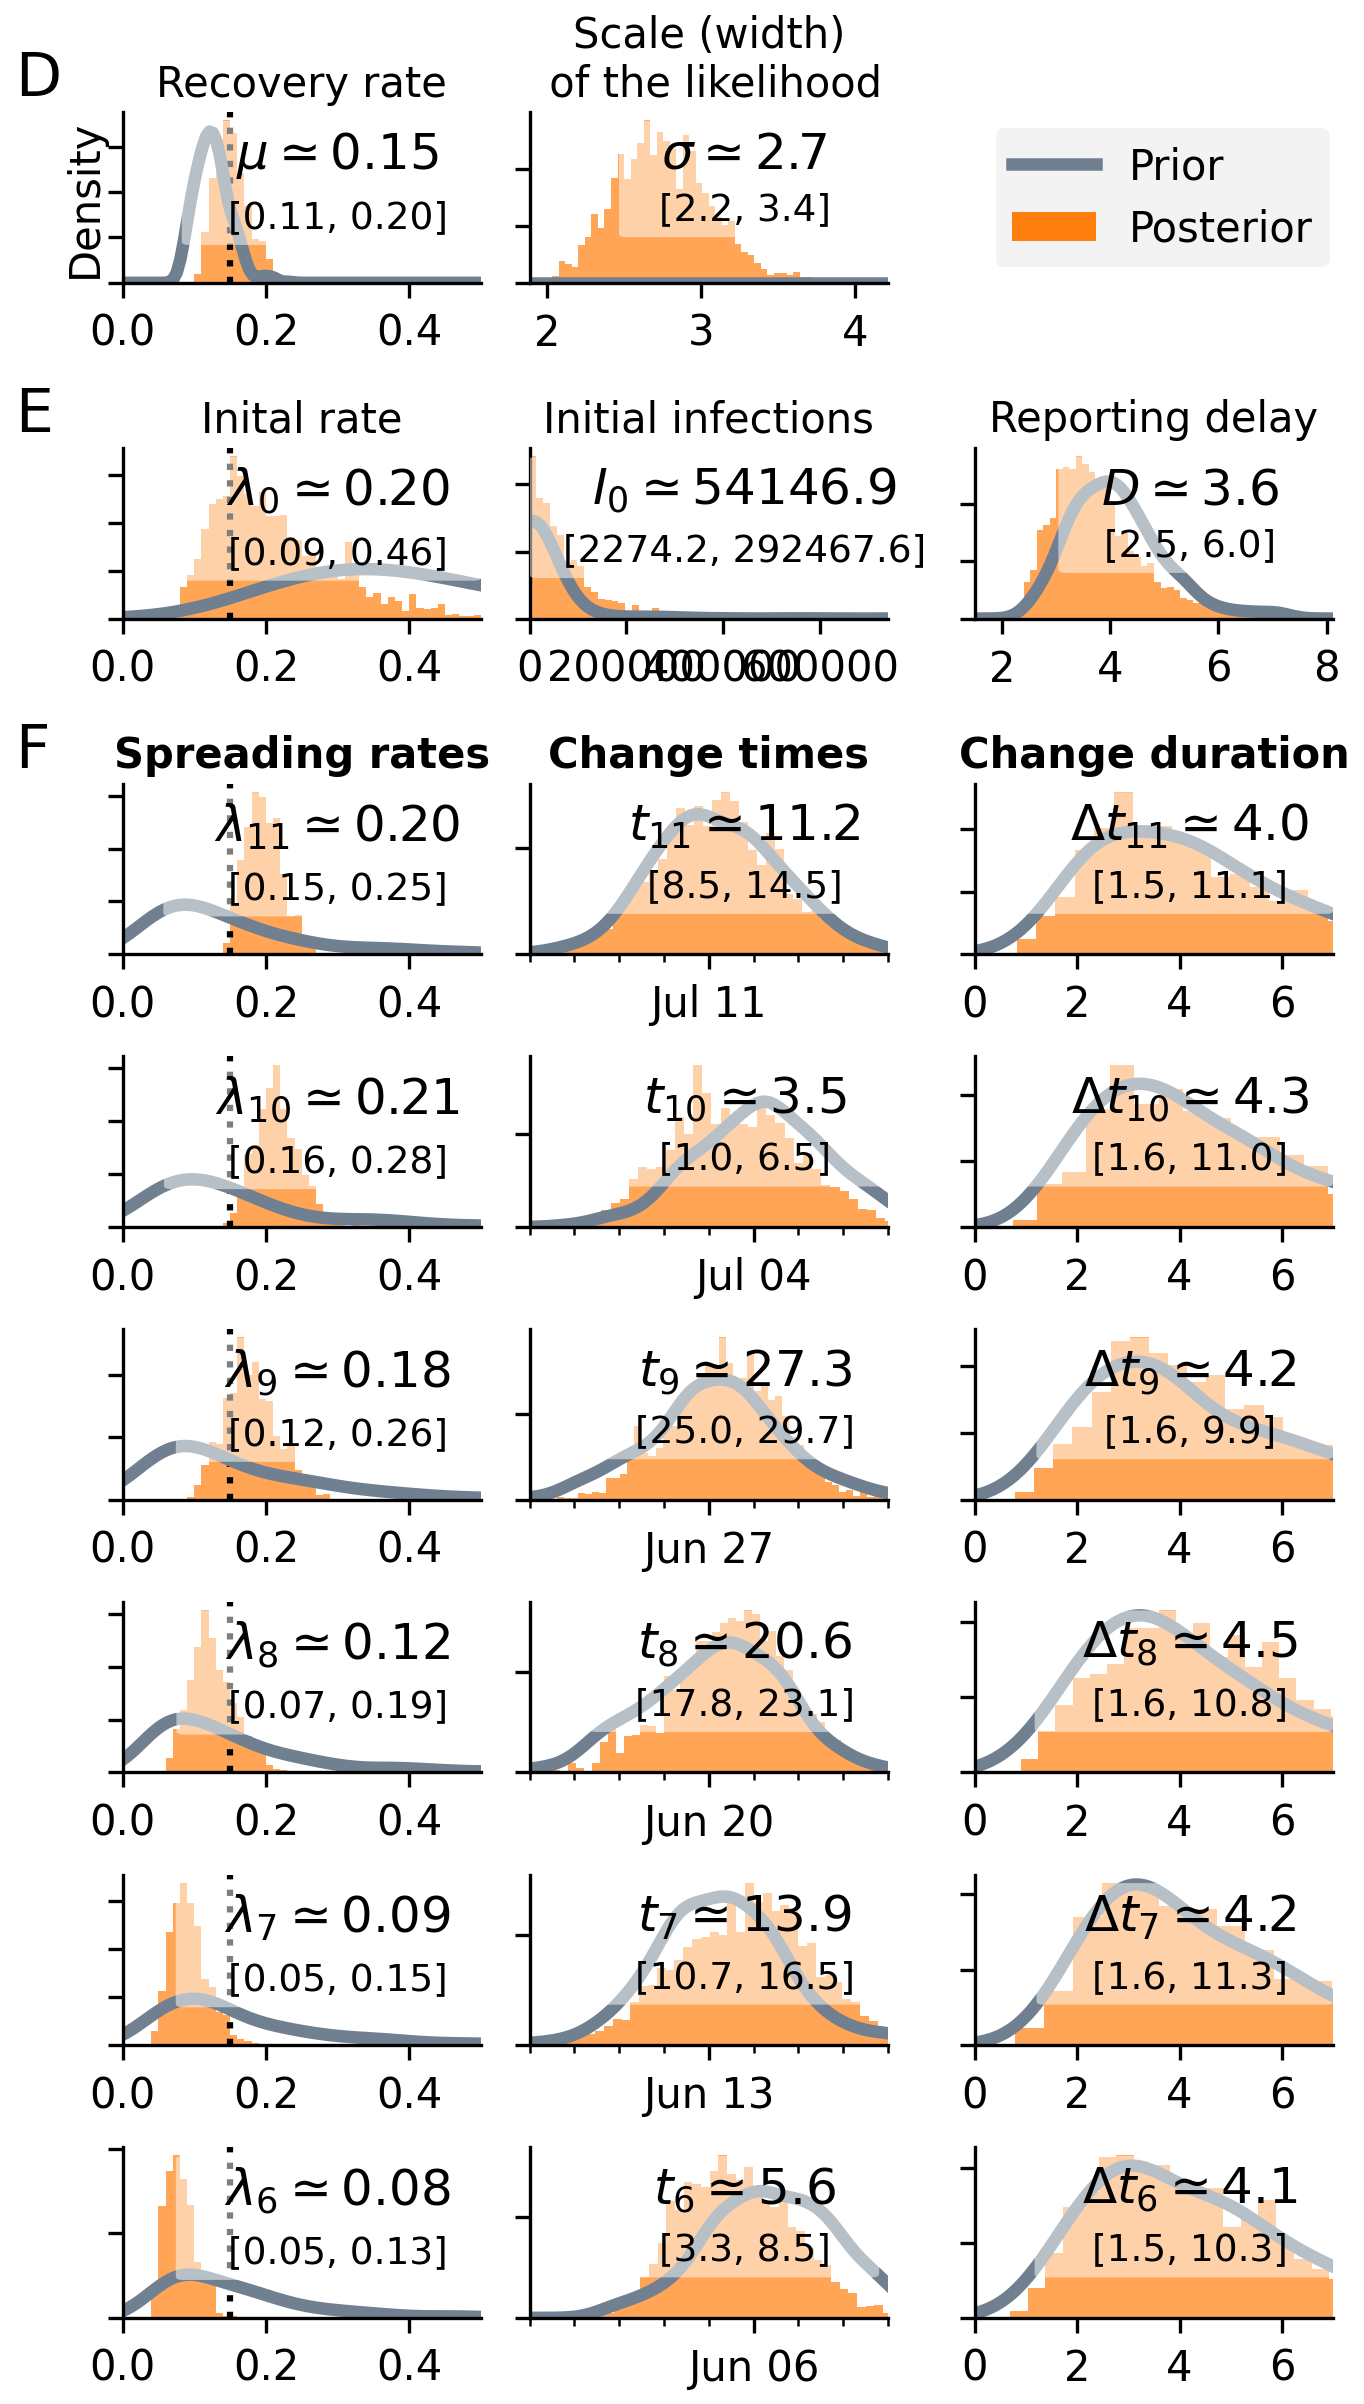 D
Recovery rate
Scale (width)
of the likelihood
Density
μ ≃ 0.15
[0.11, 0.20]
0.0 0.2 0.4
σ ≃ 2.7
[2.2, 3.4]
2 3 4
Prior
Posterior
E
Inital rate
λ0 ≃ 0.20
[0.09, 0.46]
0.0 0.2 0.4
Initial infections
I0 ≃ 54146.9
[2274.2, 292467.6]
0 200000 400000 600000
Reporting delay
D ≃ 3.6
[2.5, 6.0]
2 4 6 8
F
Spreading rates
Change times
Change duration
λ11 ≃ 0.20
[0.15, 0.25]
0.0 0.2 0.4
t11 ≃ 11.2
[8.5, 14.5]
Jul 11
Δt11 ≃ 4.0
[1.5, 11.1]
0 2 4 6
λ10 ≃ 0.21
[0.16, 0.28]
0.0 0.2 0.4
t10 ≃ 3.5
[1.0, 6.5]
Jul 04
Δt10 ≃ 4.3
[1.6, 11.0]
0 2 4 6
λ9 ≃ 0.18
[0.12, 0.26]
0.0 0.2 0.4
t9 ≃ 27.3
[25.0, 29.7]
Jun 27
Δt9 ≃ 4.2
[1.6, 9.9]
0 2 4 6
λ8 ≃ 0.12
[0.07, 0.19]
0.0 0.2 0.4
t8 ≃ 20.6
[17.8, 23.1]
Jun 20
Δt8 ≃ 4.5
[1.6, 10.8]
0 2 4 6
λ7 ≃ 0.09
[0.05, 0.15]
0.0 0.2 0.4
t7 ≃ 13.9
[10.7, 16.5]
Jun 13
Δt7 ≃ 4.2
[1.6, 11.3]
0 2 4 6
λ6 ≃ 0.08
[0.05, 0.13]
0.0 0.2 0.4
t6 ≃ 5.6
[3.3, 8.5]
Jun 06
Δt6 ≃ 4.1
[1.5, 10.3]
0 2 4 6